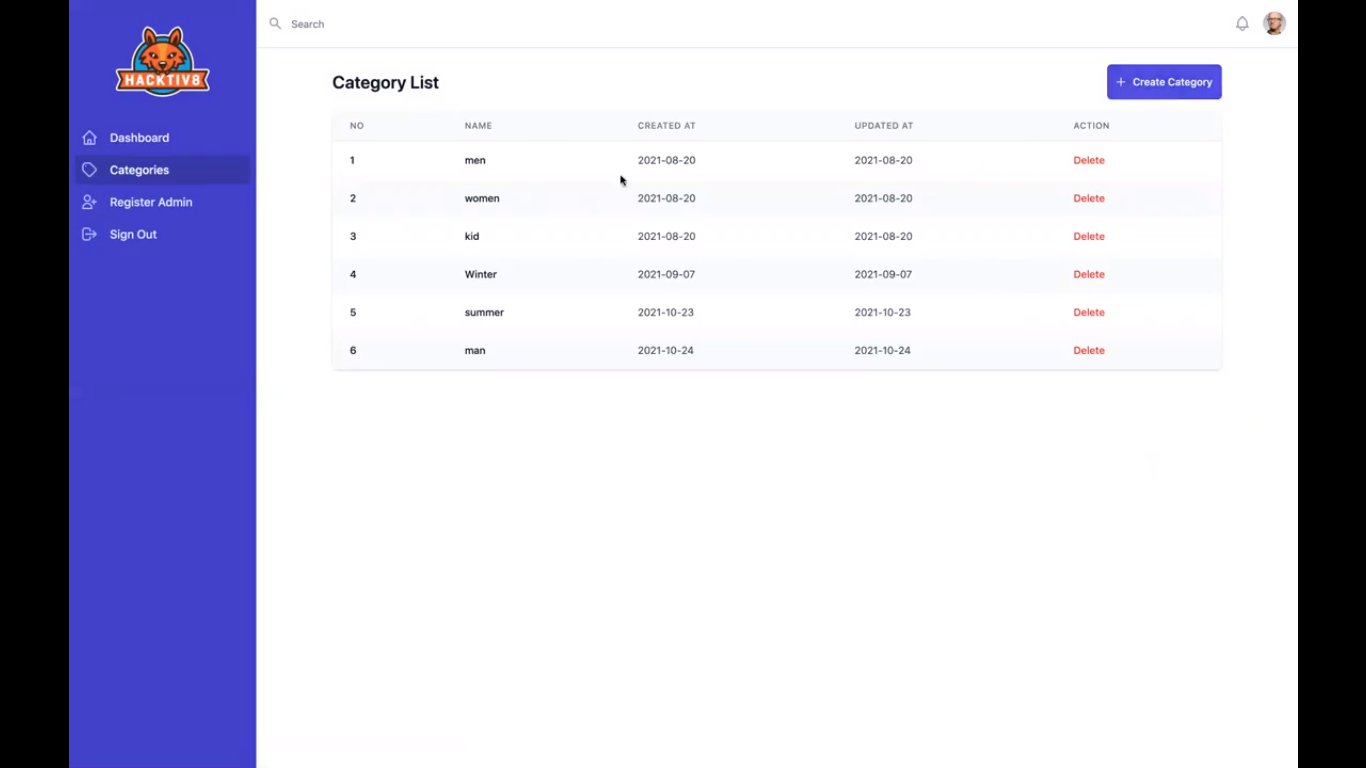 HACKTIV8
Dashboard
Categories
Register Admin
Sign Out
Search
Category List
+ Create Category
NO NAME CREATED AT UPDATED AT ACTION
1 men 2021-08-20 2021-08-20 Delete
2 women 2021-08-20 2021-08-20 Delete
3 kid 2021-08-20 2021-08-20 Delete
4 Winter 2021-09-07 2021-09-07 Delete
5 summer 2021-10-23 2021-10-23 Delete
6 man 2021-10-24 2021-10-24 Delete